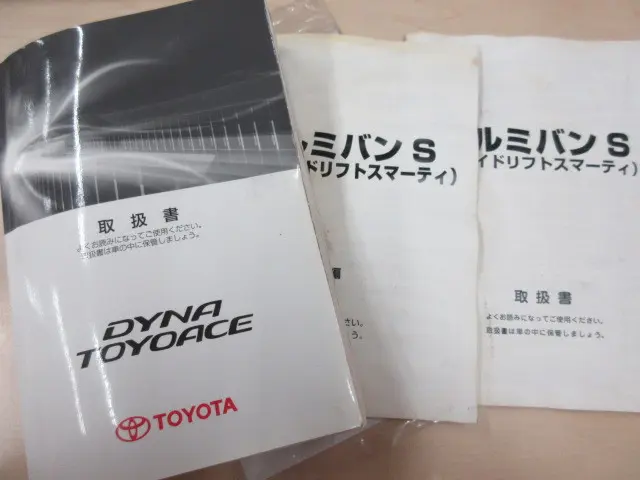 取扱書
よくお読みになってご使用ください。
取扱書は車の中に保管しましょう。
DYNA
TOYOACE
TOYOTA
ルミバン S
イドリフトスマーティ)
さい。
う。
ルミバン S
イドリフトスマーティ)
取扱書
よくお読みになってご使用ください。
取扱書は車の中に保管しましょう。